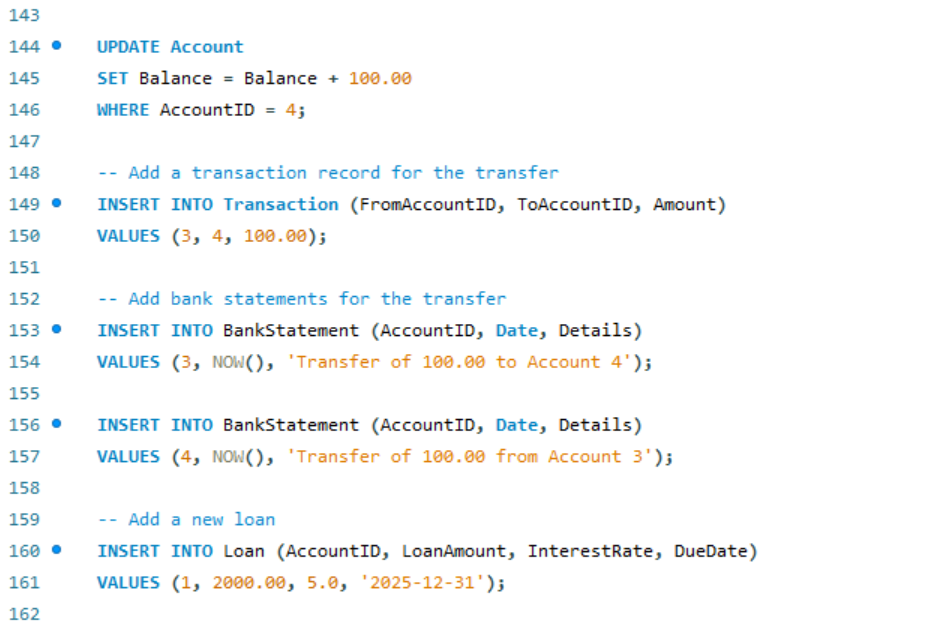 143
144 UPDATE Account
145 SET Balance = Balance + 100.00
146 WHERE AccountID = 4;
147
148 -- Add a transaction record for the transfer
149 INSERT INTO Transaction (FromAccountID, ToAccountID, Amount)
150 VALUES (3, 4, 100.00);
151
152 -- Add bank statements for the transfer
153 INSERT INTO BankStatement (AccountID, Date, Details)
154 VALUES (3, NOW(), 'Transfer of 100.00 to Account 4');
155
156 INSERT INTO BankStatement (AccountID, Date, Details)
157 VALUES (4, NOW(), 'Transfer of 100.00 from Account 3');
158
159 -- Add a new loan
160 INSERT INTO Loan (AccountID, LoanAmount, InterestRate, DueDate)
161 VALUES (1, 2000.00, 5.0, '2025-12-31');
162